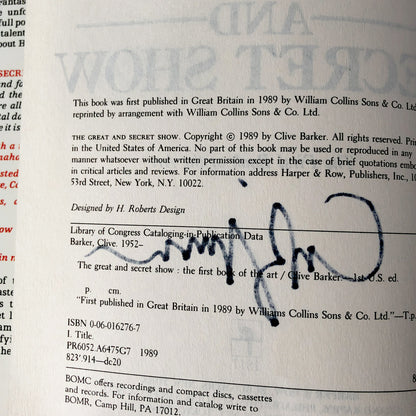 AND
SECRET SHOW
This book was first published in Great Britain in 1989 by William Collins Sons & Co. Ltd
reprinted by arrangement with William Collins Sons & Co. Ltd.
THE GREAT AND SECRET SHOW. Copyright © 1989 by Clive Barker. All rights reserved. Prin
in the United States of America. No part of this book may be used or reproduced in any
manner whatsoever without written permission except in the case of brief quotations emb
in critical articles and reviews. For information address Harper & Row, Publishers, Inc., 10
53rd Street, New York, N.Y. 10022.
Designed by H. Roberts Design
Library of Congress Cataloging-in-Publication Data
Barker, Clive. 1952–
The great and secret show : the first book of the art / Clive Barker.—1st U.S. ed.
p. cm.
"First published in Great Britain in 1989 by Williams Collins Sons & Co. Ltd."—T.p.
ISBN 0-06-016276-7
I. Title.
PR6052.A6475G7 1989
823'.914—dc20
BOMC offers recordings and compact discs, cassettes
and records. For information and catalog write to
BOMR, Camp Hill, PA 17012.